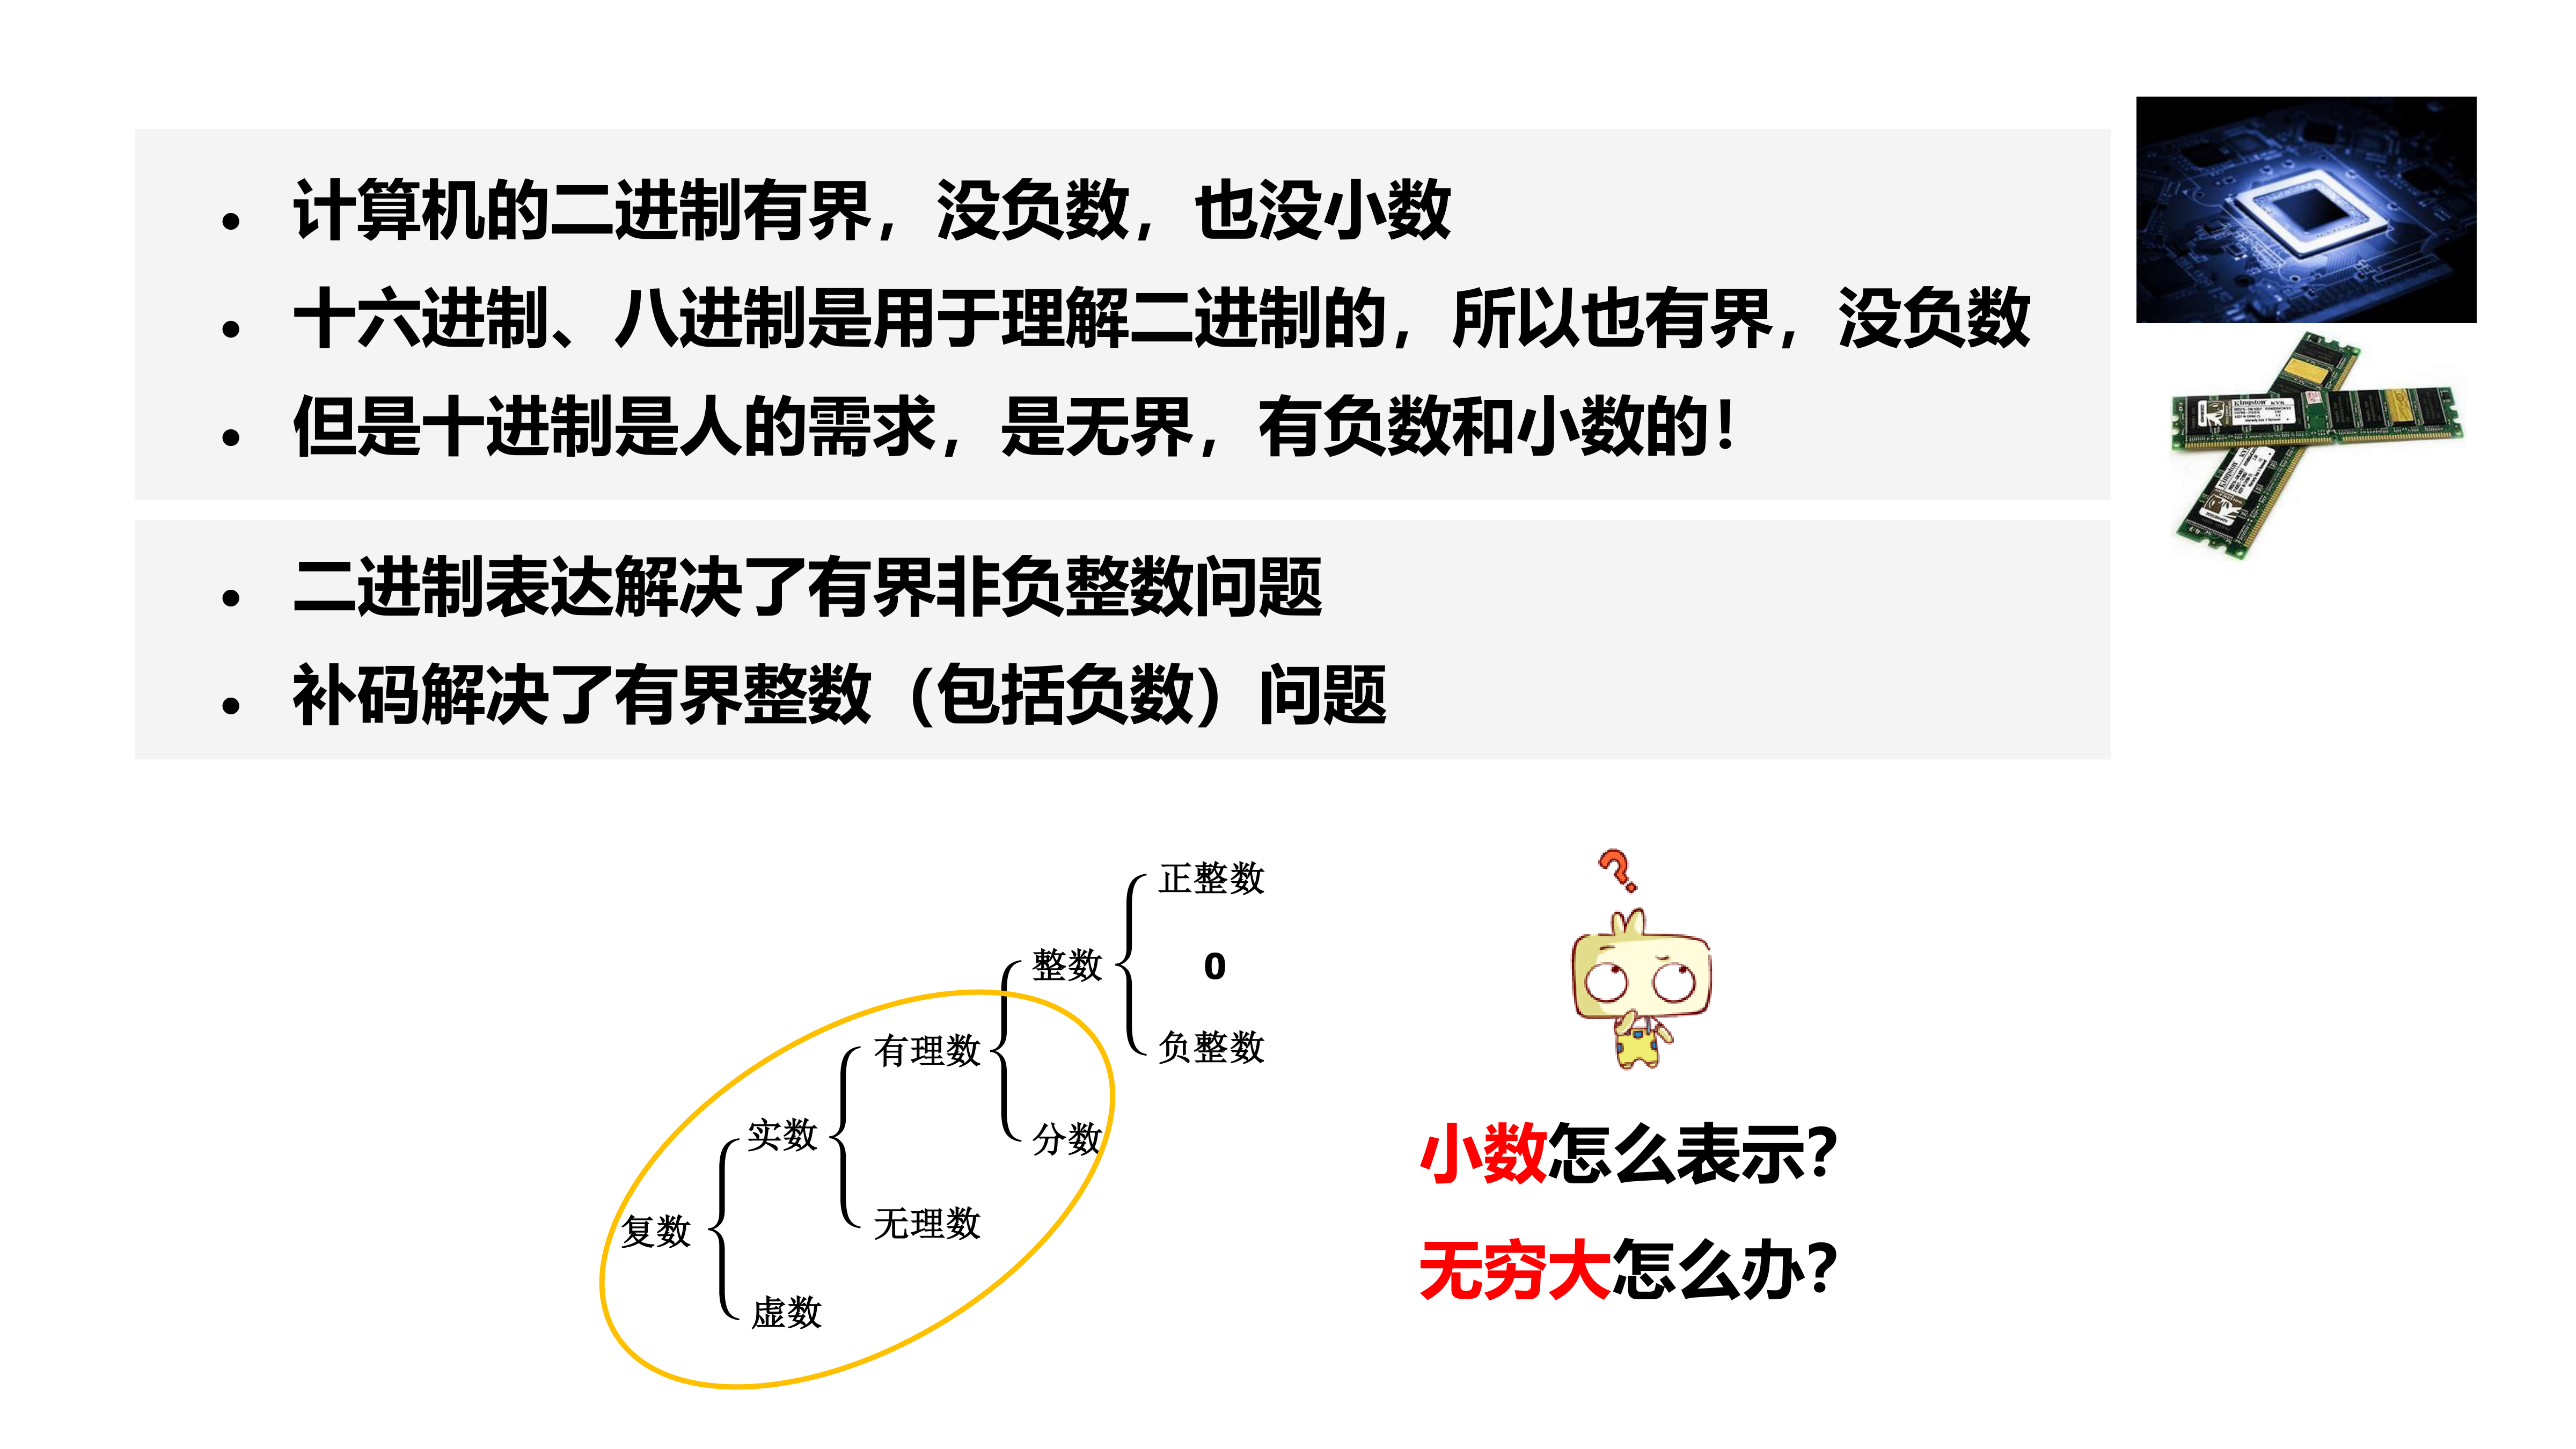 计算机的二进制有界，没负数，也没小数
十六进制、八进制是用于理解二进制的，所以也有界，没负数
但是十进制是人的需求，是无界，有负数和小数的！
二进制表达解决了有界非负整数问题
补码解决了有界整数（包括负数）问题
正整数
整数
0
有理数
负整数
实数
分数
复数
无理数
虚数
?
小数怎么表示？
无穷大怎么办？
Kingston
Kingston